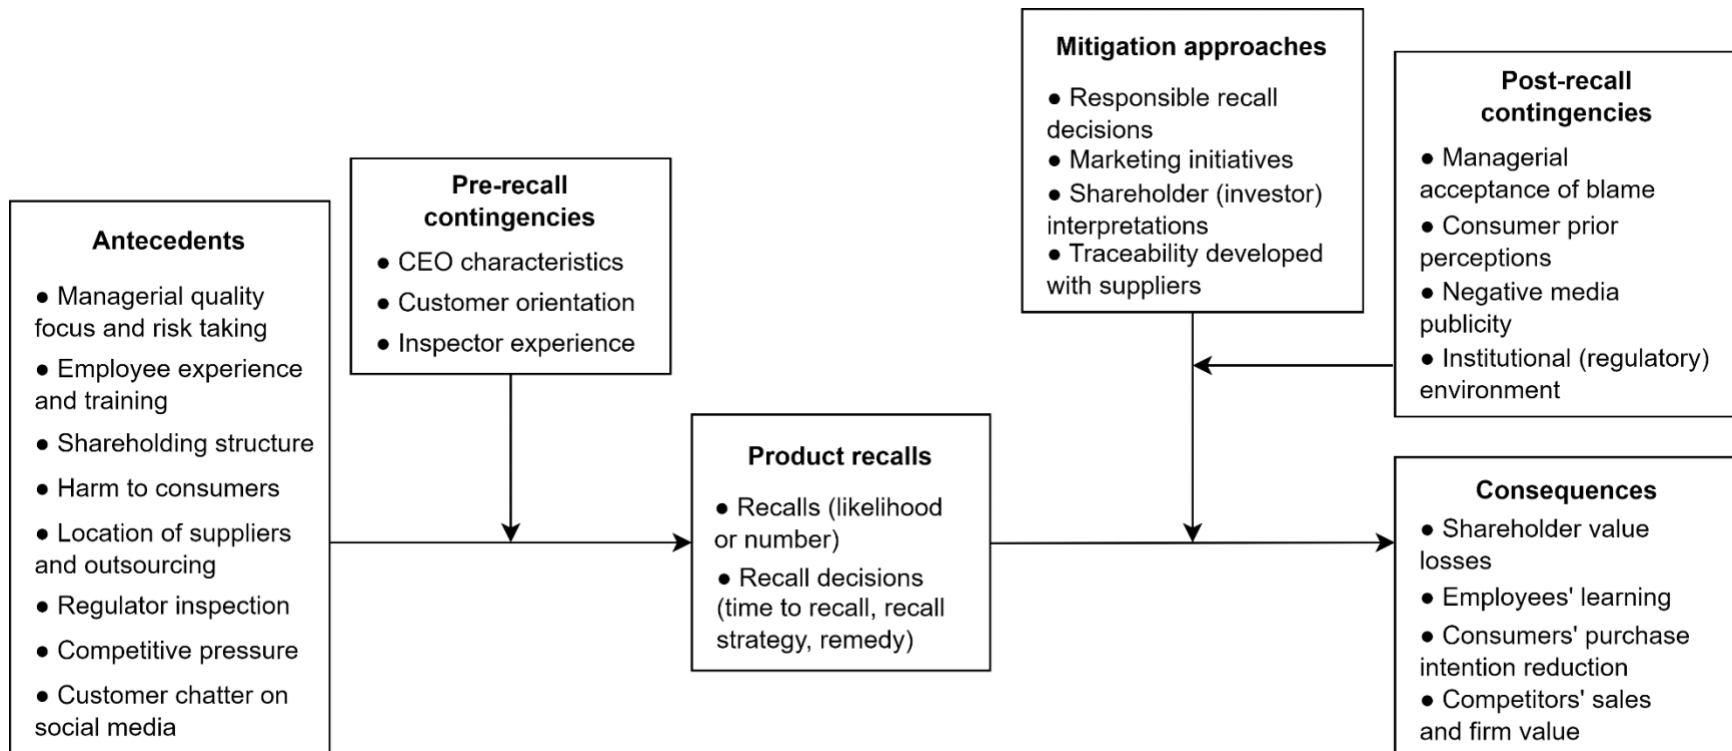 Antecedents
● Managerial quality
focus and risk taking
● Employee experience
and training
● Shareholding structure
● Harm to consumers
● Location of suppliers
and outsourcing
● Regulator inspection
● Competitive pressure
● Customer chatter on
social media
Pre-recall
contingencies
● CEO characteristics
● Customer orientation
● Inspector experience
Product recalls
● Recalls (likelihood
or number)
● Recall decisions
(time to recall, recall
strategy, remedy)
Mitigation approaches
● Responsible recall
decisions
● Marketing initiatives
● Shareholder (investor)
interpretations
● Traceability developed
with suppliers
Post-recall
contingencies
● Managerial
acceptance of blame
● Consumer prior
perceptions
● Negative media
publicity
● Institutional (regulatory)
environment
Consequences
● Shareholder value
losses
● Employees' learning
● Consumers' purchase
intention reduction
● Competitors' sales
and firm value